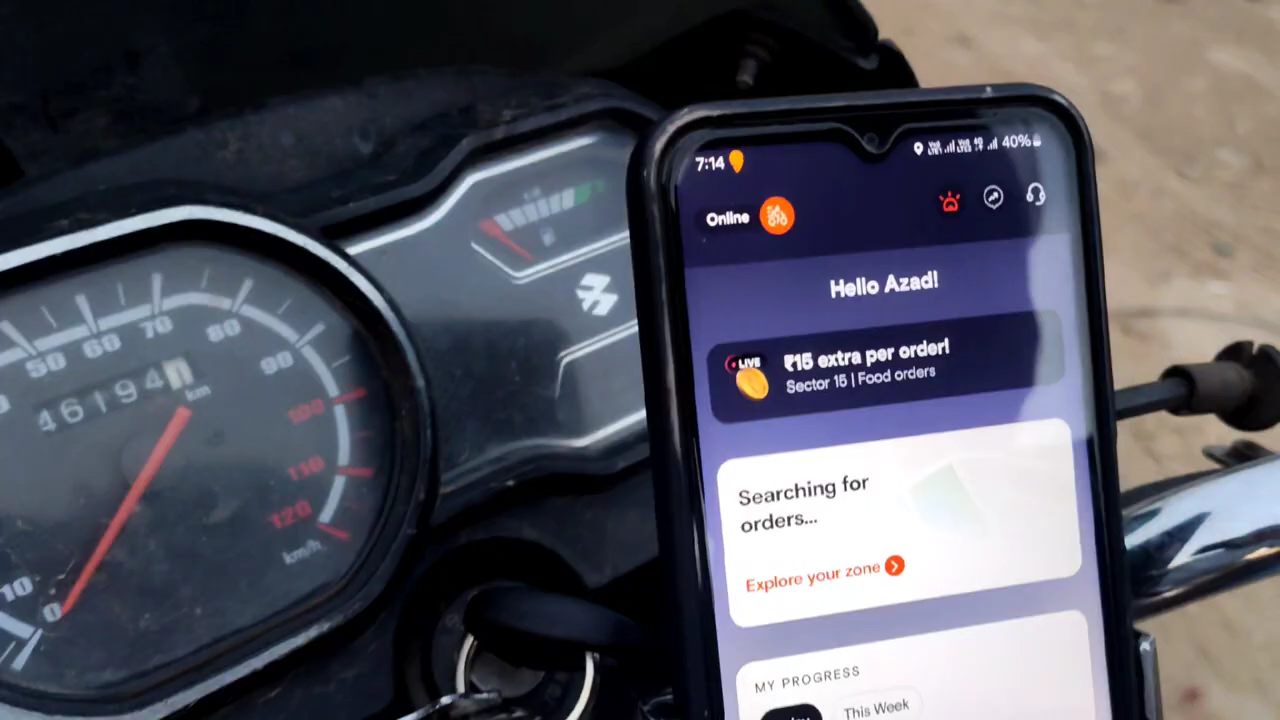 50 60 70 80 90 100 110 120
46194
km
km/h
10
0
7:14
40%
Online
Hello Azad!
LIVE
₹15 extra per order!
Sector 15 | Food orders
Searching for
orders...
Explore your zone
MY PROGRESS
This Week